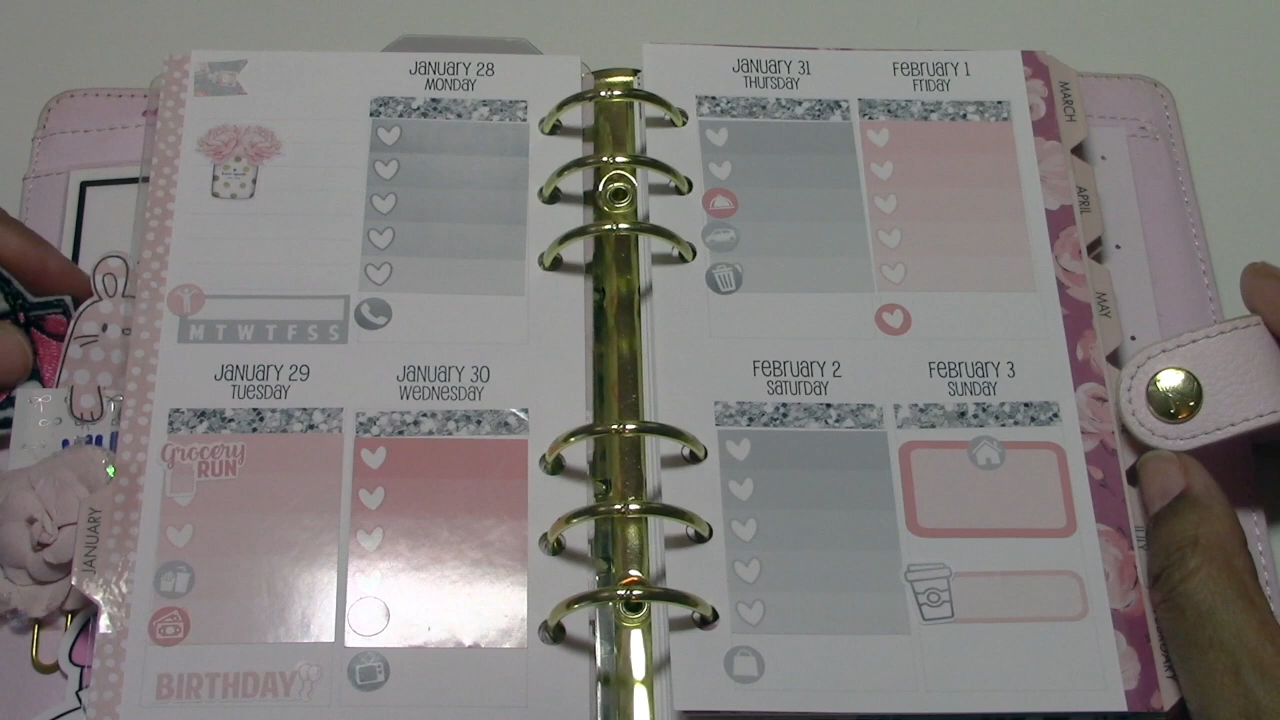 JANUARY 28
MONDAY
M T W T F S S
JANUARY 29
TUESDAY
GROCERY
RUN
BIRTHDAY
JANUARY 30
WEDNESDAY
JANUARY 31
THURSDAY
FEBRUARY 1
FRIDAY
FEBRUARY 2
SATURDAY
FEBRUARY 3
SUNDAY
JANUARY
MARCH
APRIL
MAY
JULY